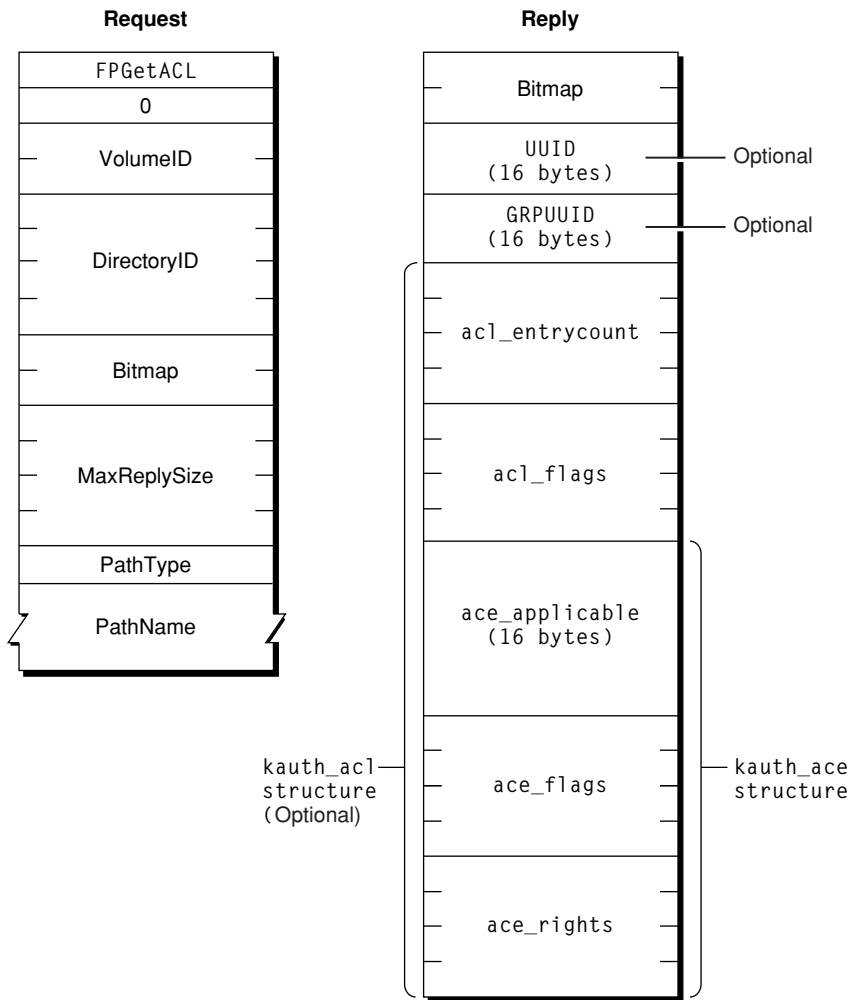 Request
FPGetACL
0
VolumeID
DirectoryID
Bitmap
MaxReplySize
PathType
PathName
Reply
Bitmap
UUID
(16 bytes)
Optional
GRPUUID
(16 bytes)
Optional
acl_entrycount
acl_flags
ace_applicable
(16 bytes)
kauth_acl
structure
(Optional)
ace_flags
kauth_ace
structure
ace_rights